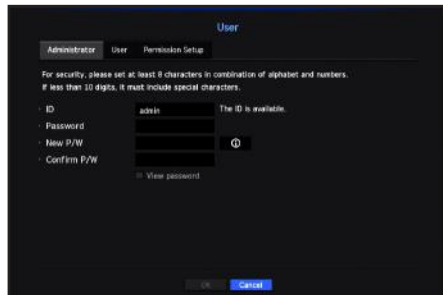 User
Administrator User Permission Setup
For security, please set at least 8 characters in combination of alphabet and numbers.
If less than 10 digits, it must include special characters.
· ID admin The ID is available.
· Password
· New P/W
· Confirm P/W
View password
OK Cancel